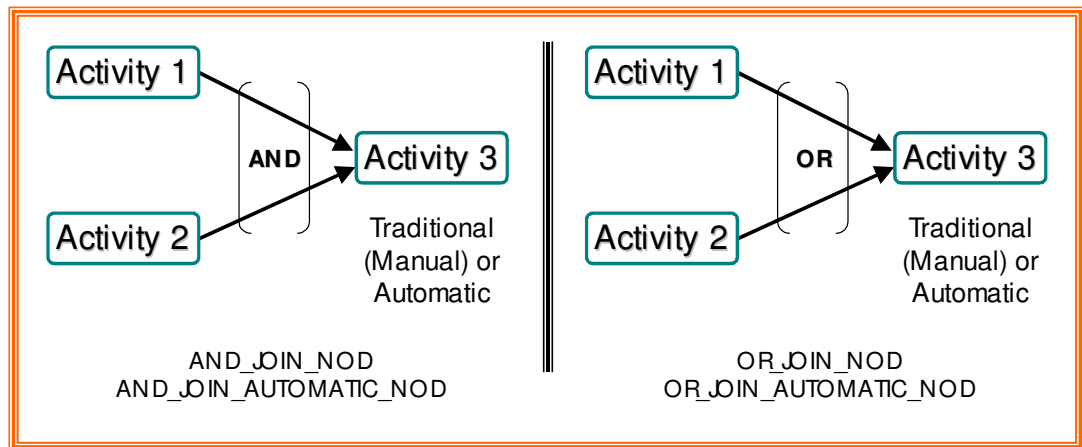 Activity 1
AND
Activity 3
Activity 2
Traditional
(Manual) or
Automatic
AND_JOIN_NOD
AND_JOIN_AUTOMATIC_NOD
Activity 1
OR
Activity 3
Activity 2
Traditional
(Manual) or
Automatic
OR_JOIN_NOD
OR_JOIN_AUTOMATIC_NOD